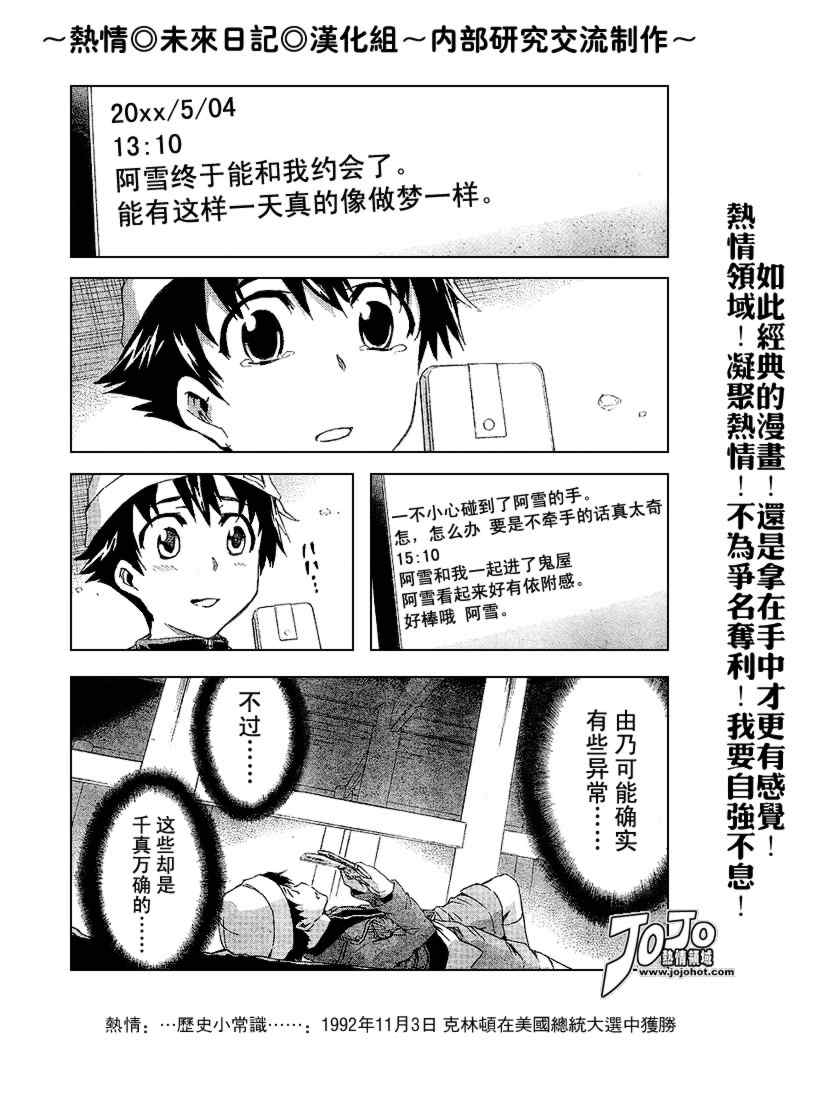 ～熱情◎未來日記◎漢化組～内部研究交流制作～
20xx/5/04
13:10
阿雪终于能和我约会了。
能有这样一天真的像做梦一样。
一不小心碰到了阿雪的手。
怎，怎么办 要是不牵手的话真太奇
15:10
阿雪和我一起进了鬼屋
阿雪看起来好有依附感。
好棒哦 阿雪。
由乃可能确实
有些异常……
不过……
这些却是
千真万确的……
如此經典的漫畫！還是拿在手中才更有感覺！
熱情領域！凝聚熱情！不為爭名奪利！我要自強不息！
JOJO
熱情領域
www.jojohot.com
熱情：…歷史小常識……：1992年11月3日 克林頓在美國總統大選中獲勝